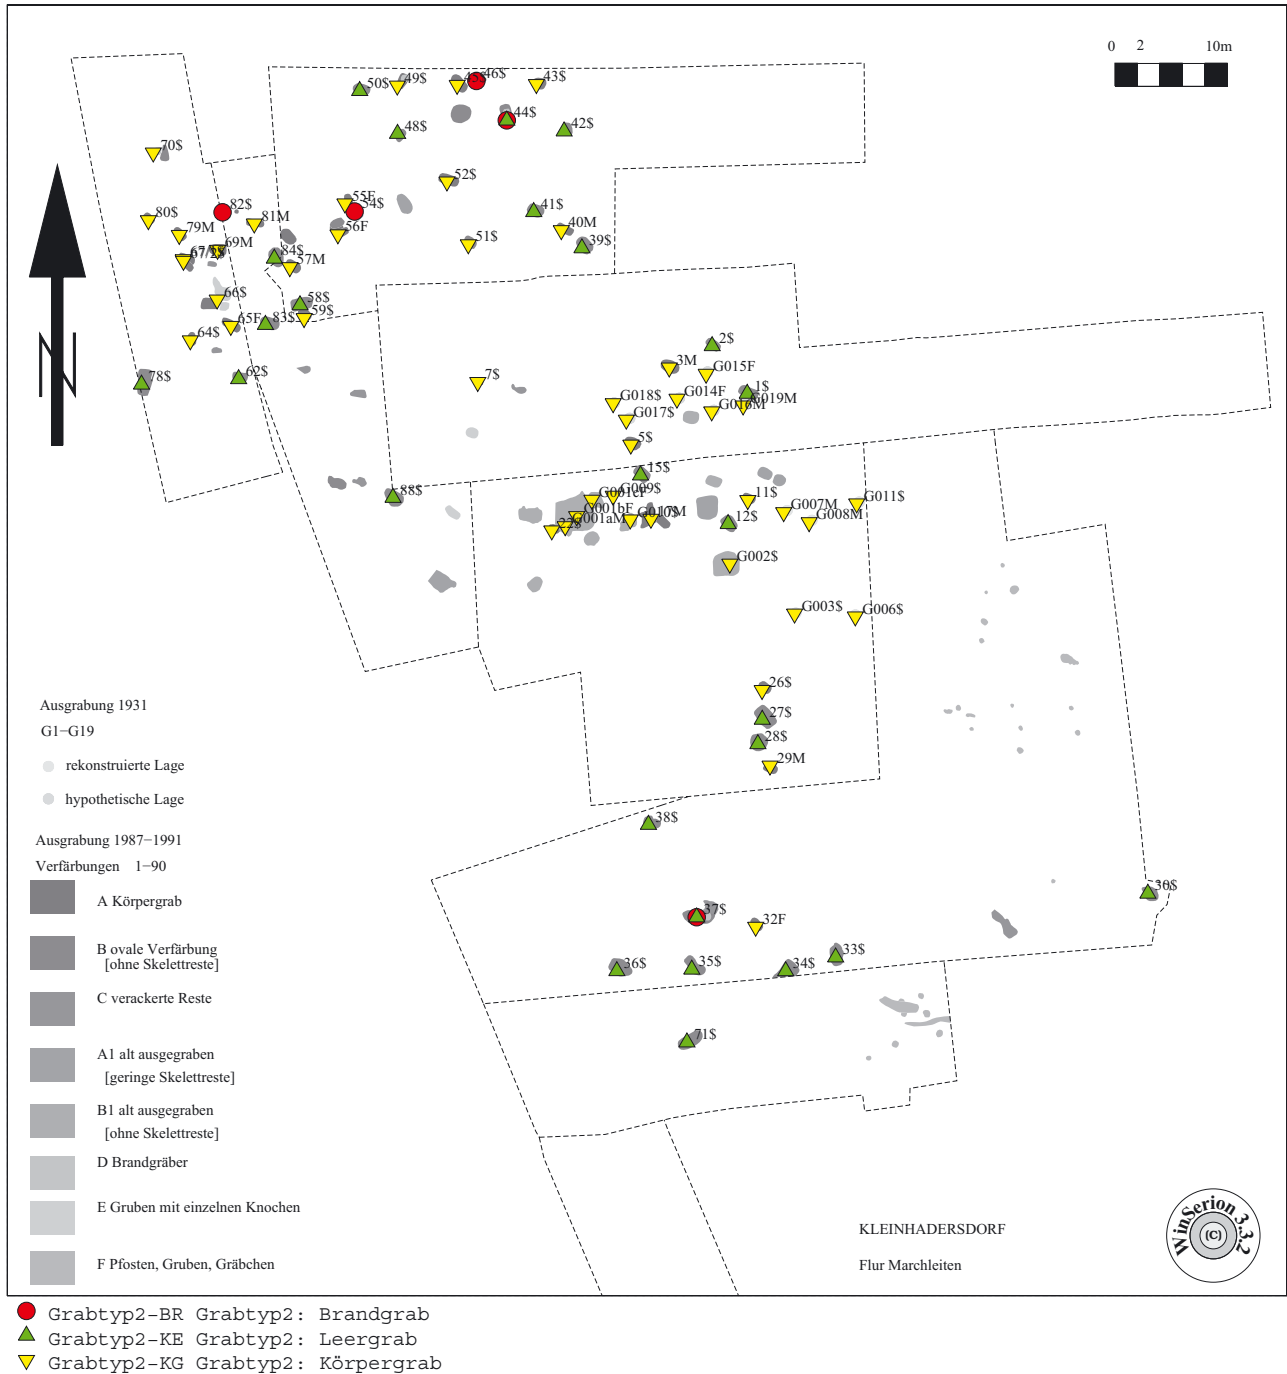 0 2 10m
50$
49$
46$
43$
44$
42$
48$
70$
52$
55F
54$
82$
81M
80$
79M
69M
56F
41$
40M
39$
51$
84$
57M
66$
58$
59$
65F
83$
64$
78$
62$
2$
3M
G015F
7$
1$
G018$
G014F
G016M
G019M
G017$
5$
15$
88$
G009$
G001bF
G001aM
22$
11$
G007M
G011$
G008M
12$
G002$
G003$
G006$
26$
27$
28$
29M
38$
30$
37$
32F
33$
36$
35$
34$
71$
N
Ausgrabung 1931
G1−G19
rekonstruierte Lage
hypothetische Lage
Ausgrabung 1987−1991
Verfärbungen 1−90
A Körpergrab
B ovale Verfärbung
[ohne Skelettreste]
C verackerte Reste
A1 alt ausgegraben
[geringe Skelettreste]
B1 alt ausgegraben
[ohne Skelettreste]
D Brandgräber
E Gruben mit einzelnen Knochen
F Pfosten, Gruben, Gräbchen
KLEINHADERSDORF
Flur Marchleiten
WinSerion 3.3.2
(C)
Grabtyp2-BR Grabtyp2: Brandgrab
Grabtyp2-KE Grabtyp2: Leergrab
Grabtyp2-KG Grabtyp2: Körpergrab